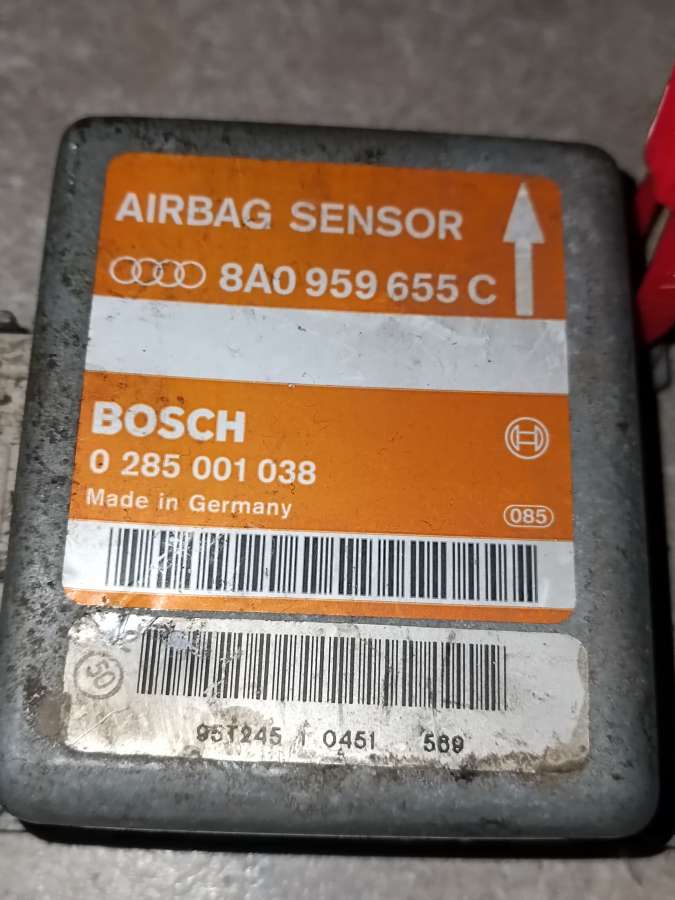 AIRBAG SENSOR
8A0 959 655 C
BOSCH
0 285 001 038
Made in Germany
085
50
95T245 1 0451 569